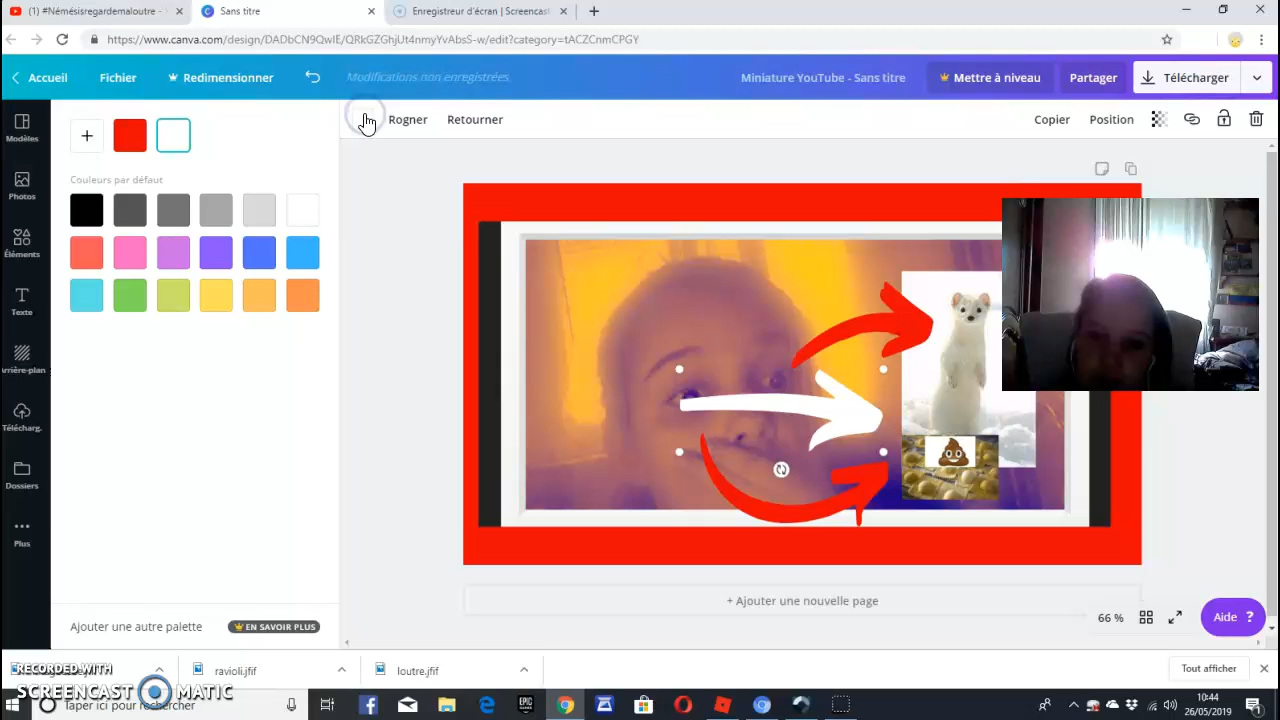 (1) #Némésisregardemaloutre -
Sans titre
Enregistreur d'écran | Screencast
https://www.canva.com/design/DADbCN9QwIE/QRkGZGhjUt4nmyYvAbsS-w/edit?category=tACZCnmCPGY
Accueil
Fichier
Redimensionner
Modifications non enregistrées
Miniature YouTube - Sans titre
Mettre à niveau
Partager
Télécharger
Rogner
Retourner
Copier
Position
Modèles
Photos
Éléments
Texte
Arrière-plan
Télécharg.
Dossiers
Plus
Couleurs par défaut
Ajouter une autre palette
EN SAVOIR PLUS
+ Ajouter une nouvelle page
66 %
Aide ?
ravioli.jfif
loutre.jfif
Tout afficher
RECORDED WITH
SCREENCAST MATIC
Taper ici pour rechercher
EPIC
GAMES
10:44
26/05/2019